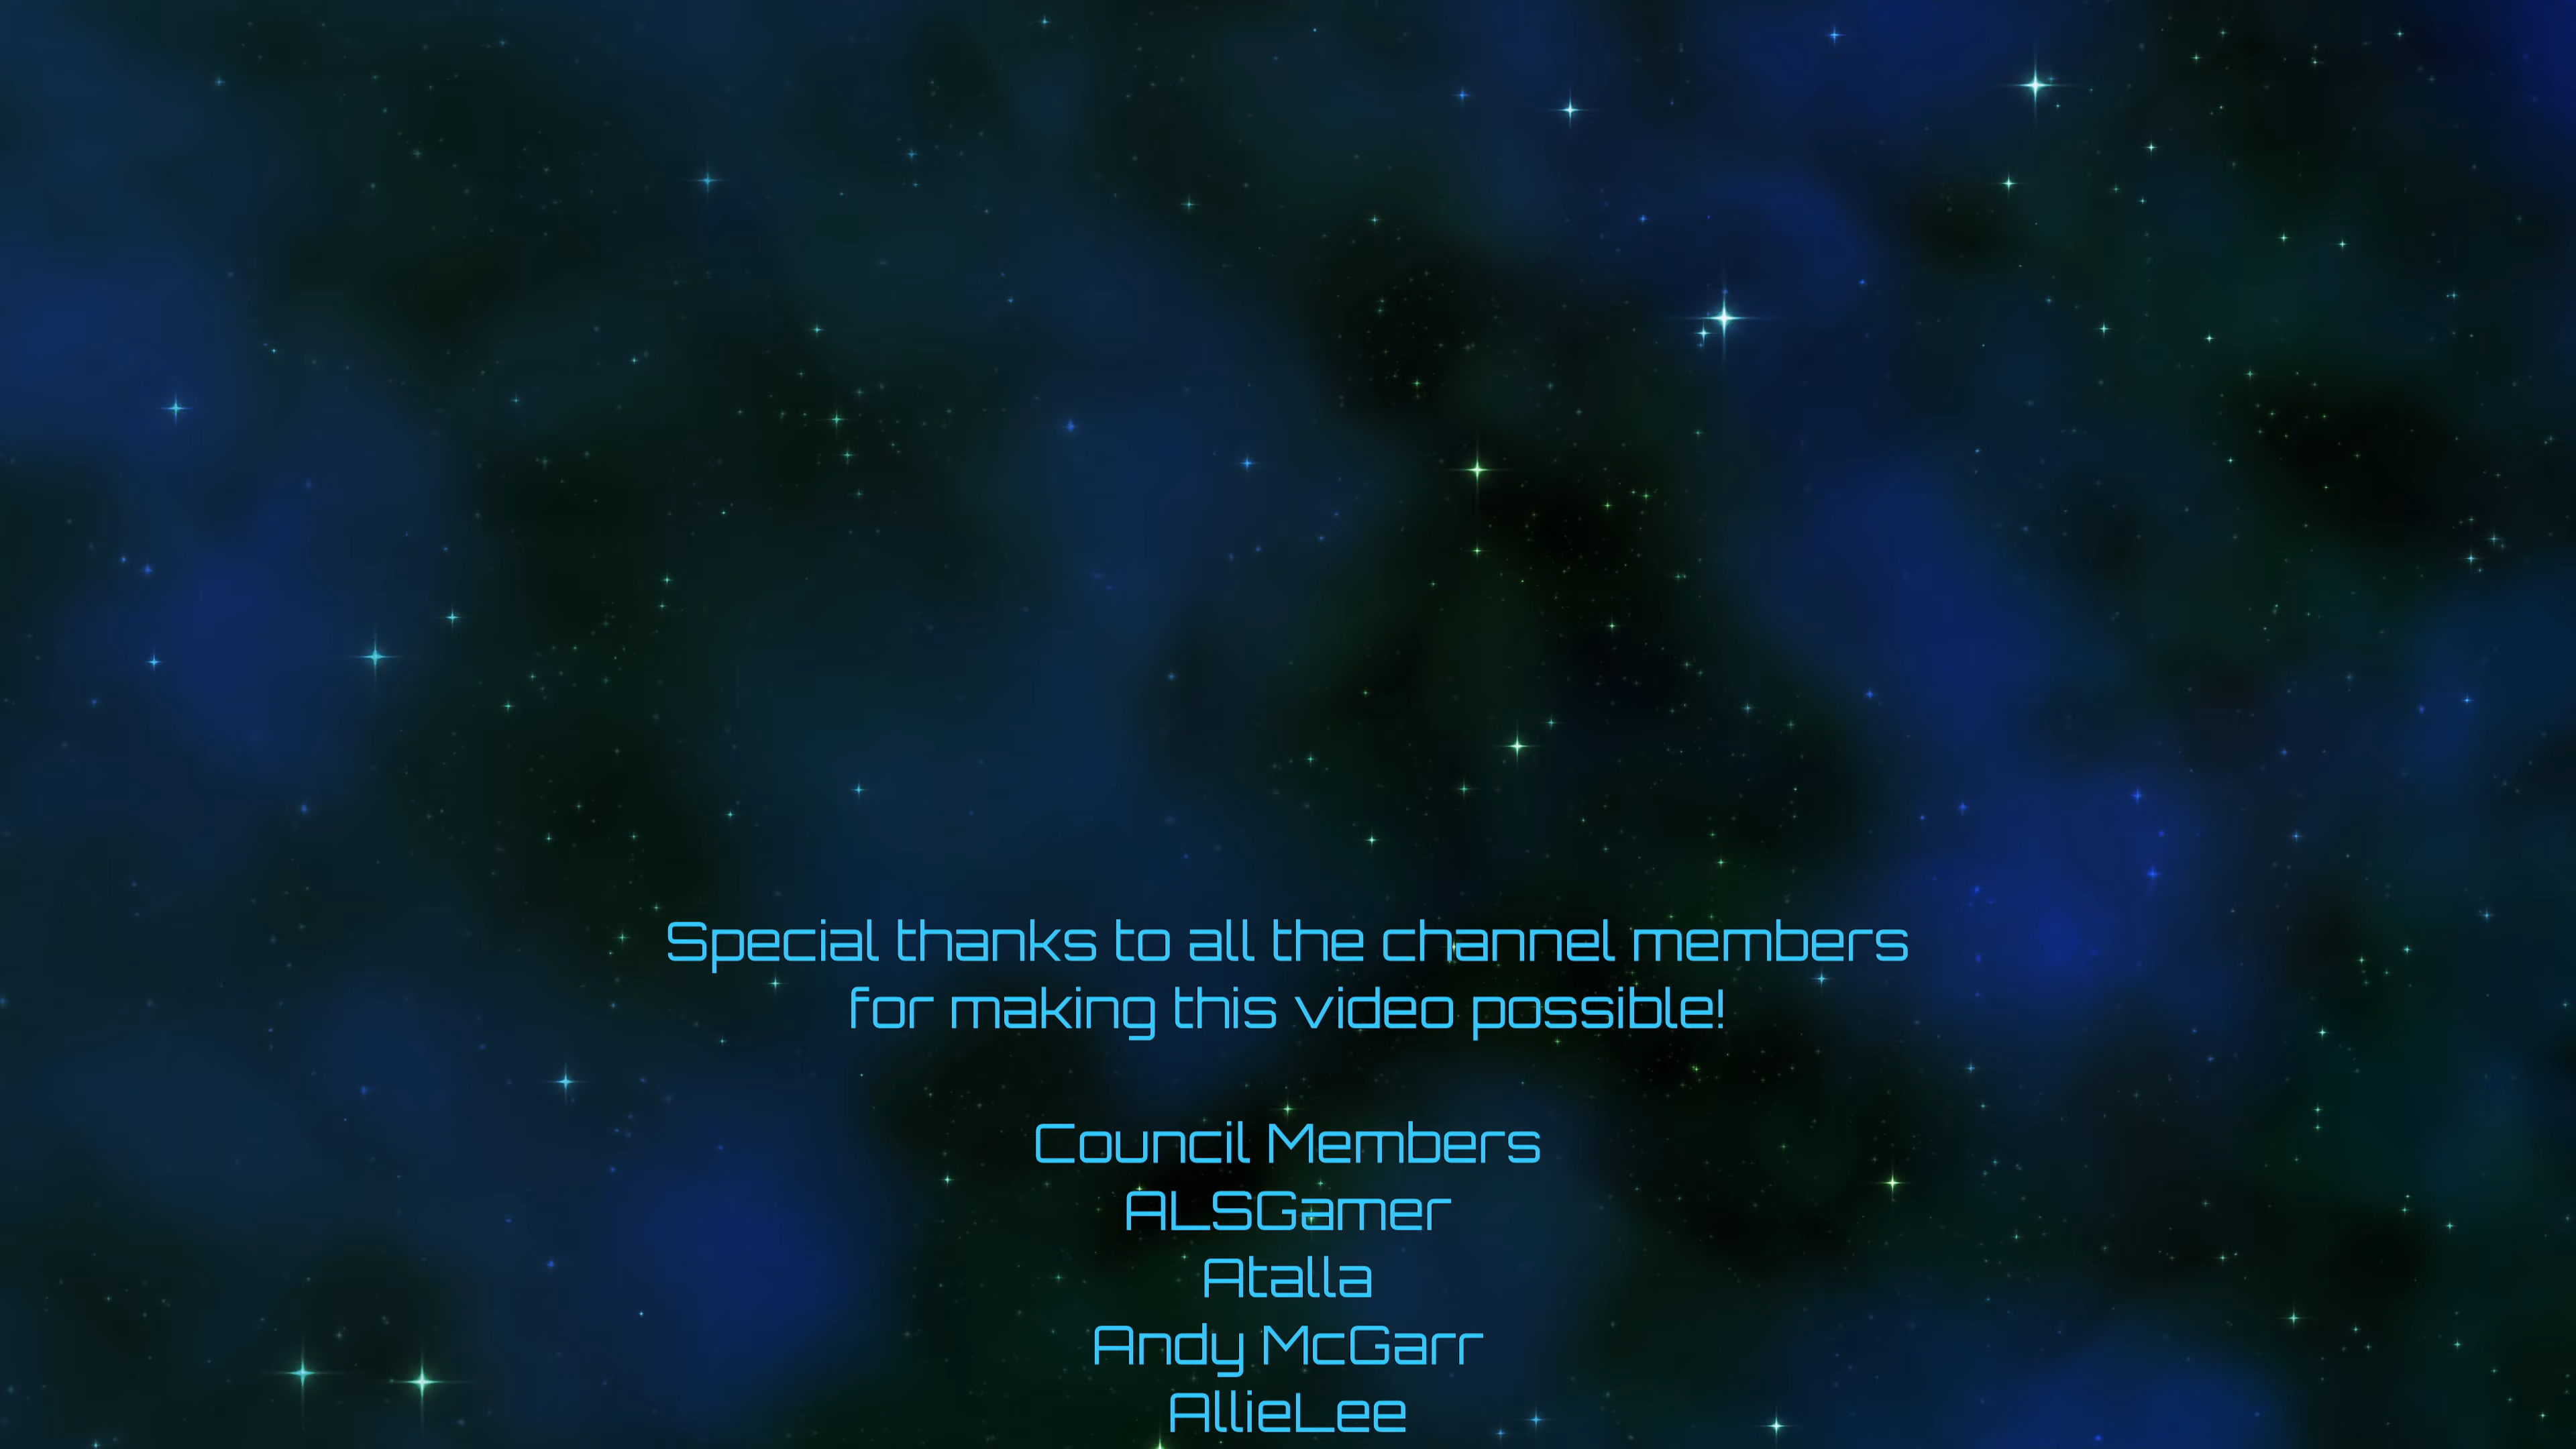 Special thanks to all the channel members
for making this video possible!
Council Members
ALSGamer
Atalla
Andy McGarr
AllieLee